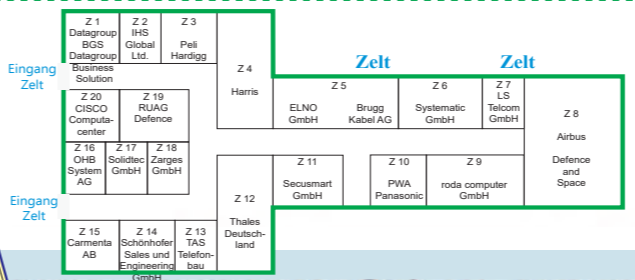 Z 1
Datagroup
BGS
Datagroup
Business
Solution
Z 2
IHS
Global
Ltd.
Z 3
Peli
Hardigg
Z 4
Harris
Zelt
Zelt
Eingang
Zelt
Z 5
ELNO
GmbH
Brugg
Kabel AG
Z 6
Systematic
GmbH
Z 7
LS
Telcom
GmbH
Z 8
Airbus
Defence
and
Space
Z 20
CISCO
Computa-
center
Z 19
RUAG
Defence
Z 16
OHB
System
AG
Z 17
Solidtec
GmbH
Z 18
Zarges
GmbH
Z 12
Thales
Deutsch-
land
Z 11
Secusmart
GmbH
Z 10
PWA
Panasonic
Z 9
roda computer
GmbH
Eingang
Zelt
Z 15
Carmenta
AB
Z 14
Schönhofer
Sales und
Engineering
GmbH
Z 13
TAS
Telefon-
bau